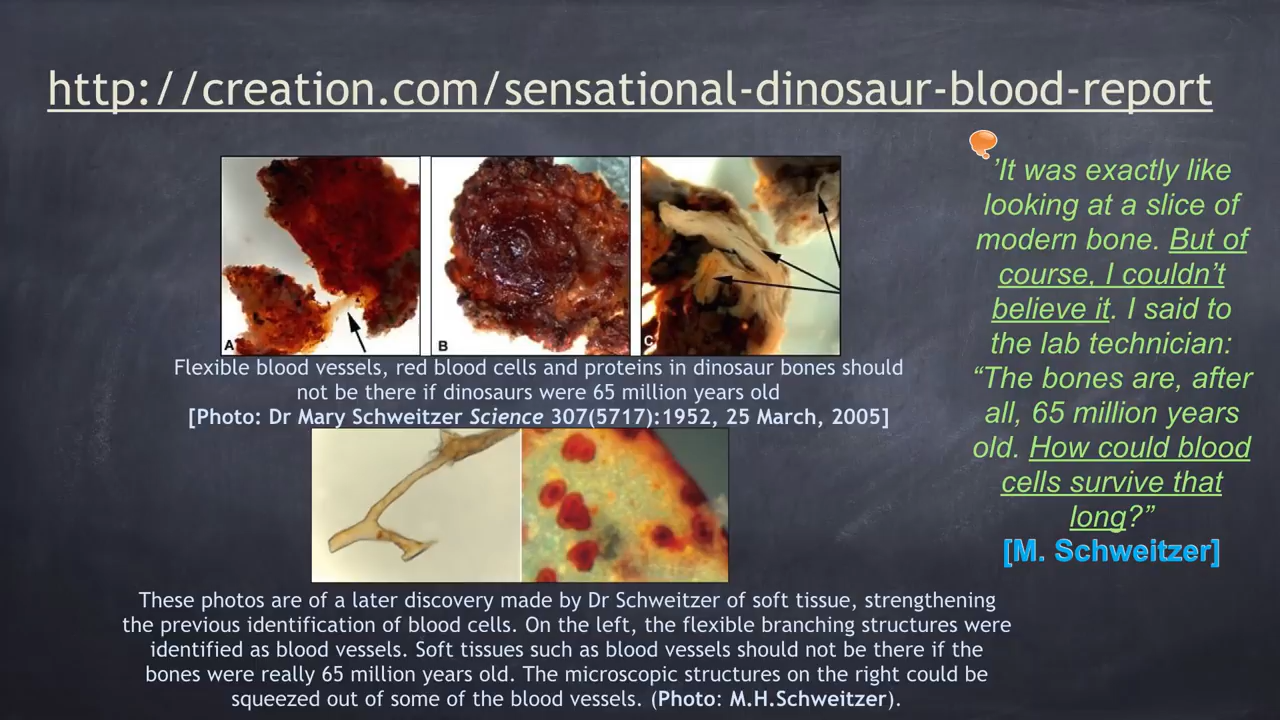 http://creation.com/sensational-dinosaur-blood-report
A
B
C
Flexible blood vessels, red blood cells and proteins in dinosaur bones should
not be there if dinosaurs were 65 million years old
[Photo: Dr Mary Schweitzer Science 307(5717):1952, 25 March, 2005]
These photos are of a later discovery made by Dr Schweitzer of soft tissue, strengthening
the previous identification of blood cells. On the left, the flexible branching structures were
identified as blood vessels. Soft tissues such as blood vessels should not be there if the
bones were really 65 million years old. The microscopic structures on the right could be
squeezed out of some of the blood vessels. (Photo: M.H.Schweitzer).
’It was exactly like
looking at a slice of
modern bone. But of
course, I couldn’t
believe it. I said to
the lab technician:
“The bones are, after
all, 65 million years
old. How could blood
cells survive that
long?”
[M. Schweitzer]